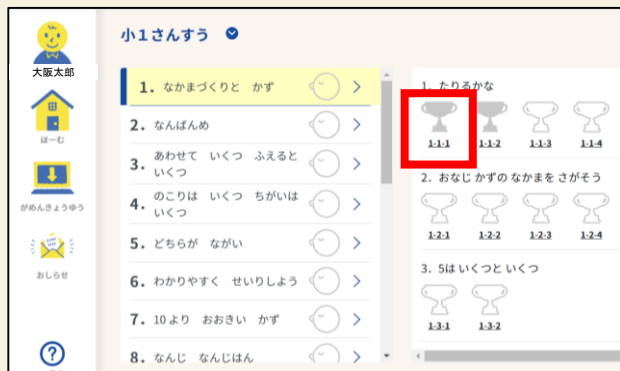 小1さんすう
大阪太郎
ほーむ
がめんきょうゆう
おしらせ
1. なかまづくりと かず
2. なんばんめ
3. あわせて いくつ ふえると
いくつ
4. のこりは いくつ ちがいは
いくつ
5. どちらが ながい
6. わかりやすく せいりしよう
7. 10より おおきい かず
8. なんじ なんじはん
1. たりるかな
1-1-1 1-1-2 1-1-3 1-1-4
2. おなじ かずの なかまを さがそう
1-2-1 1-2-2 1-2-3 1-2-4
3. 5は いくつと いくつ
1-3-1 1-3-2